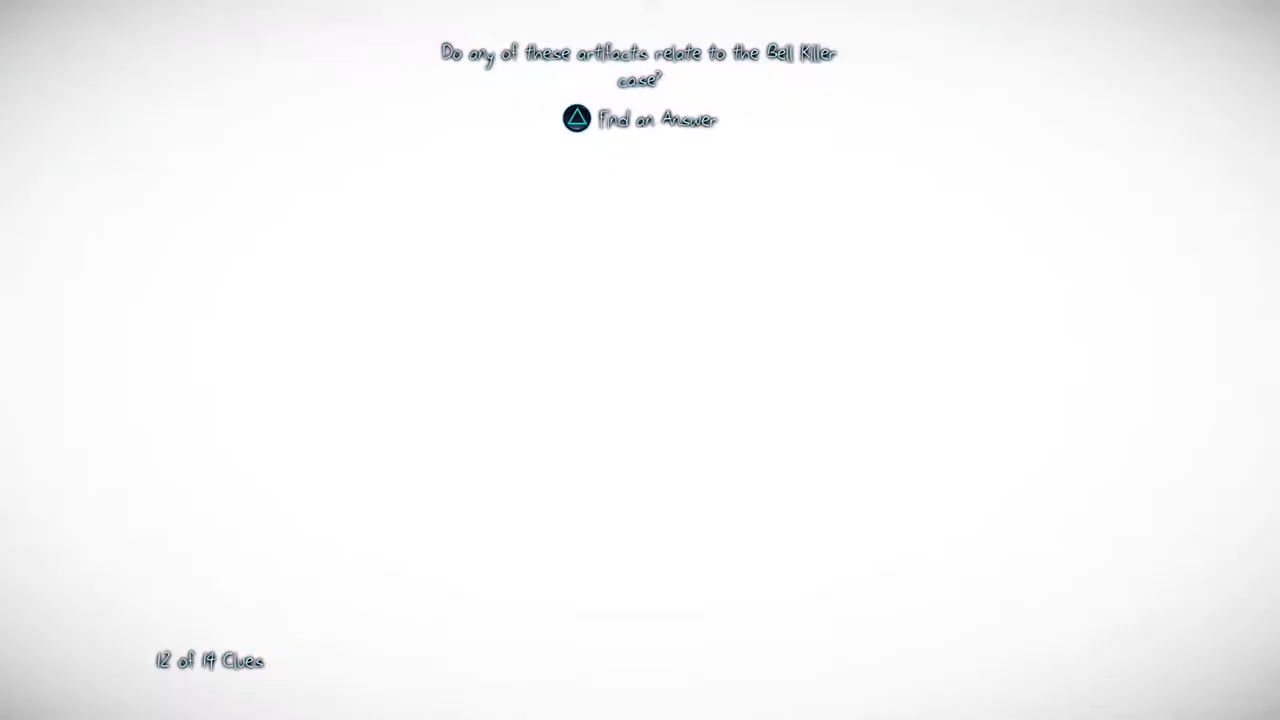 Do any of these artifacts relate to the Bell Killer
case?
Find an Answer
12 of 14 Clues